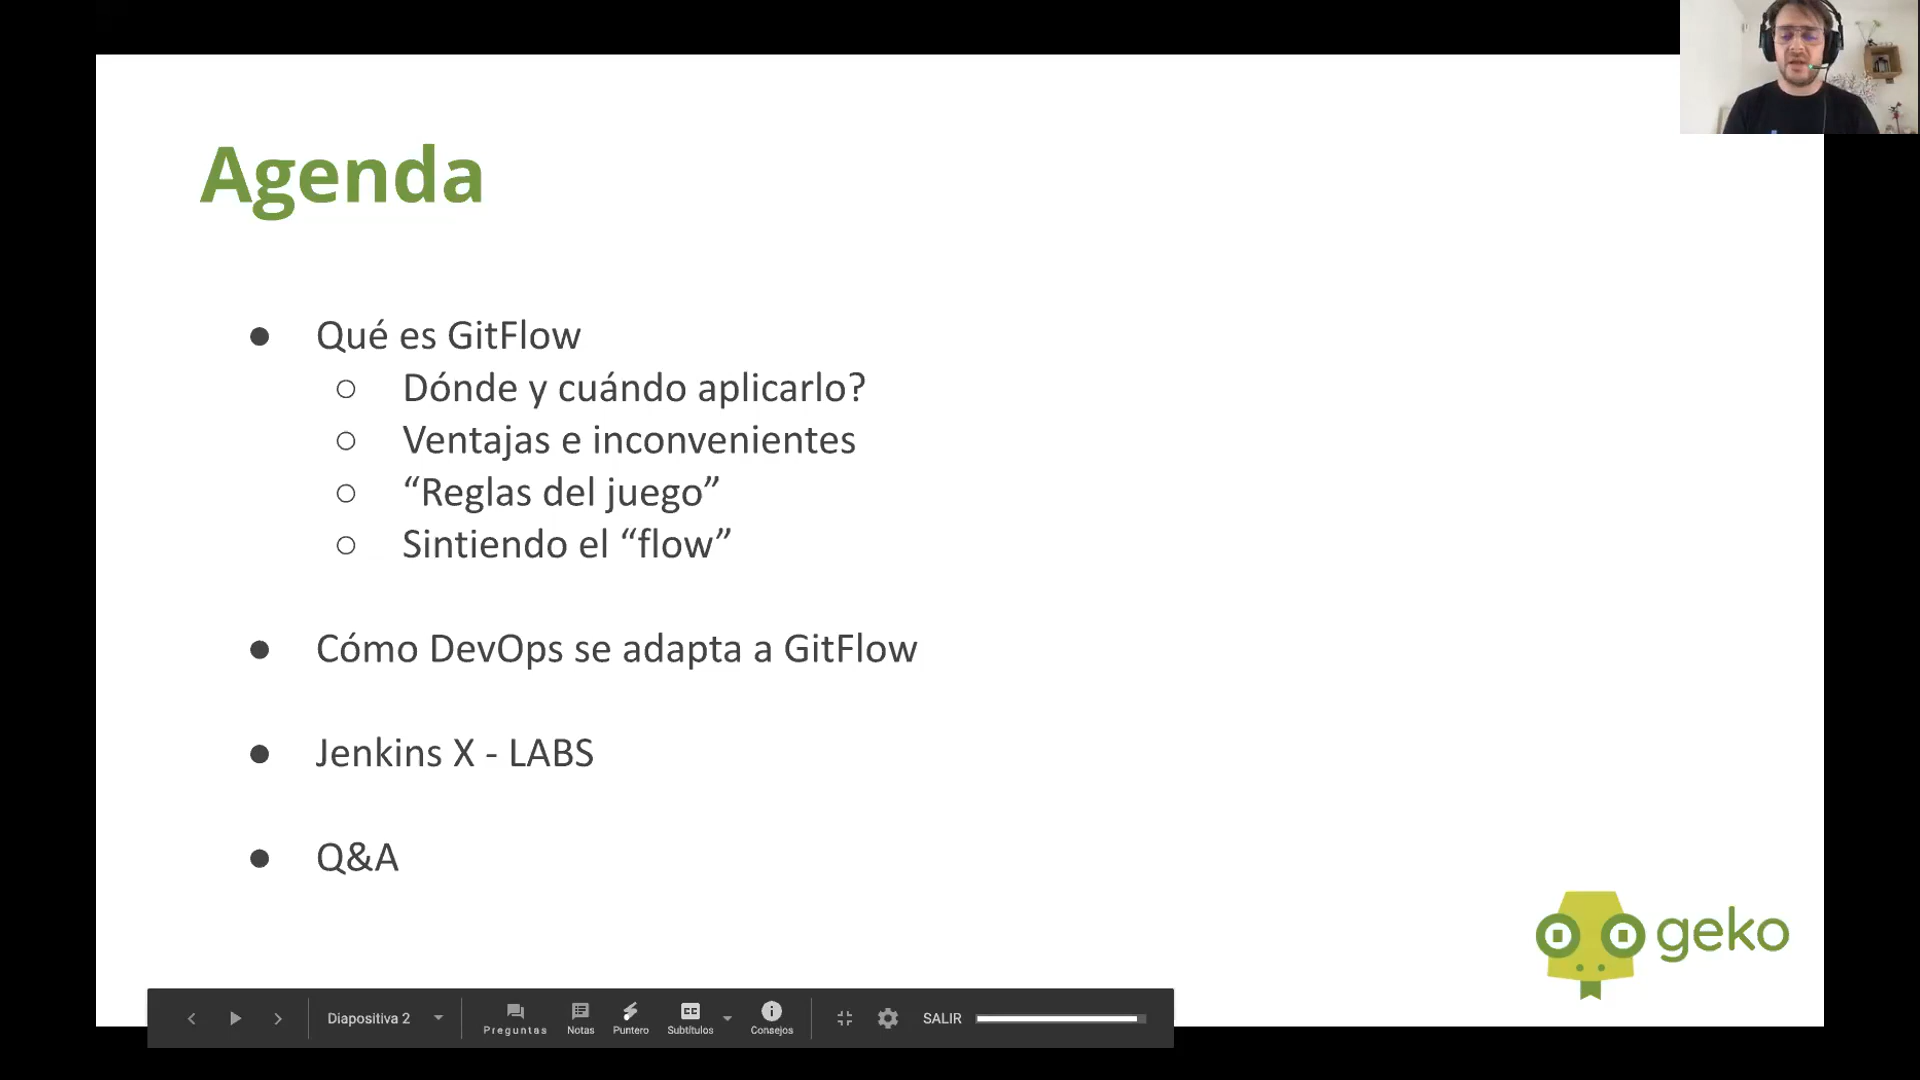 Agenda
● Qué es GitFlow
○ Dónde y cuándo aplicarlo?
○ Ventajas e inconvenientes
○ “Reglas del juego”
○ Sintiendo el “flow”
● Cómo DevOps se adapta a GitFlow
● Jenkins X - LABS
● Q&A
geko
Diapositiva 2 Preguntas Notas Puntero Subtítulos Consejos SALIR